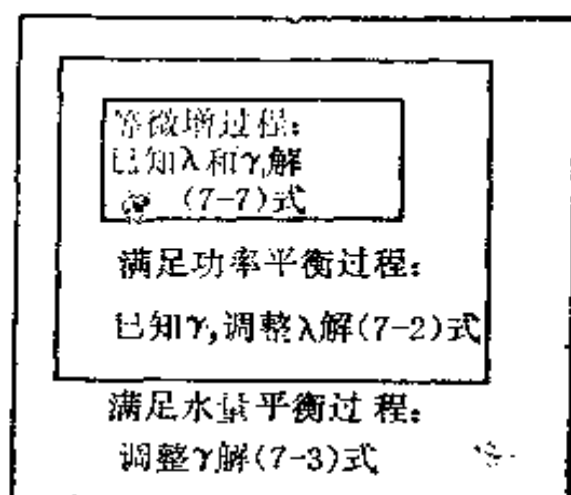 等微增过程:
已知λ和γ,解
(7-7)式
满足功率平衡过程:
已知γ,调整λ解(7-2)式
满足水量平衡过程:
调整γ解(7-3)式